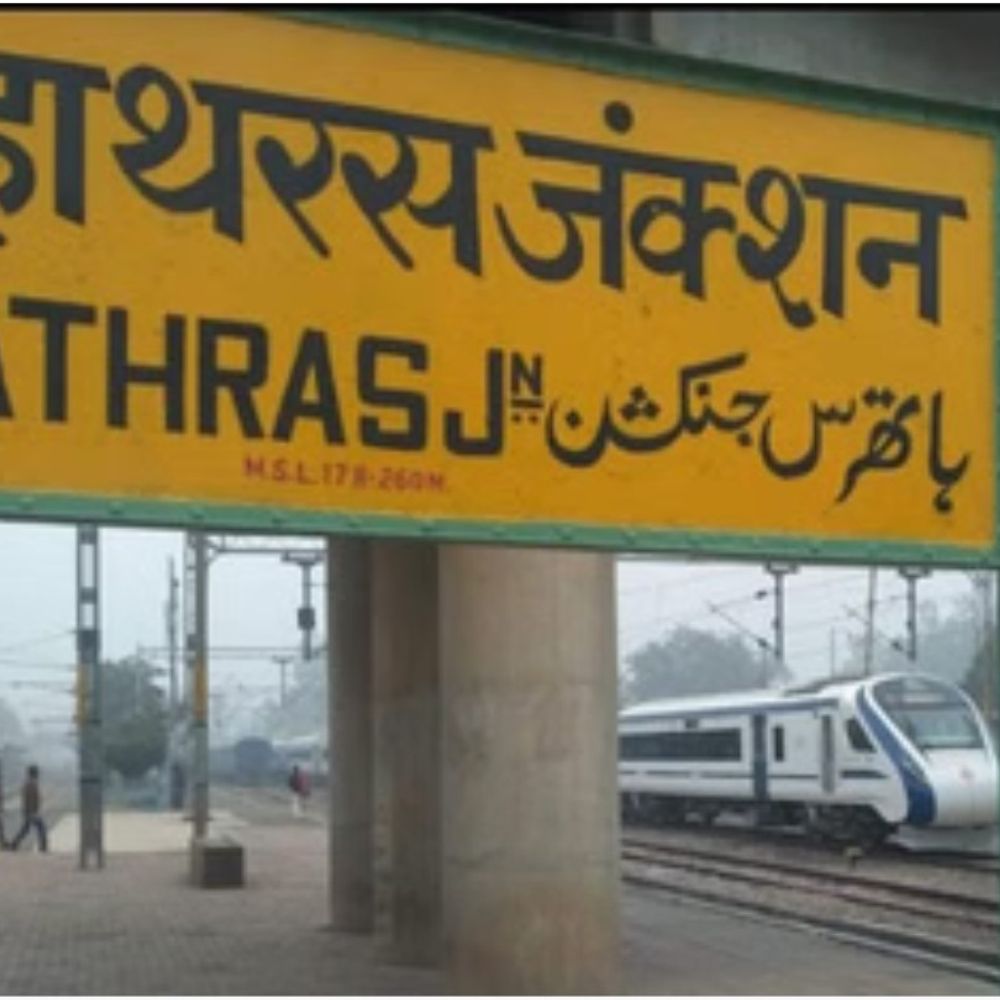 हाथरस जंक्शन
ATHRAS JN ہاتھرس جنکشن
M.S.L.178.260M.